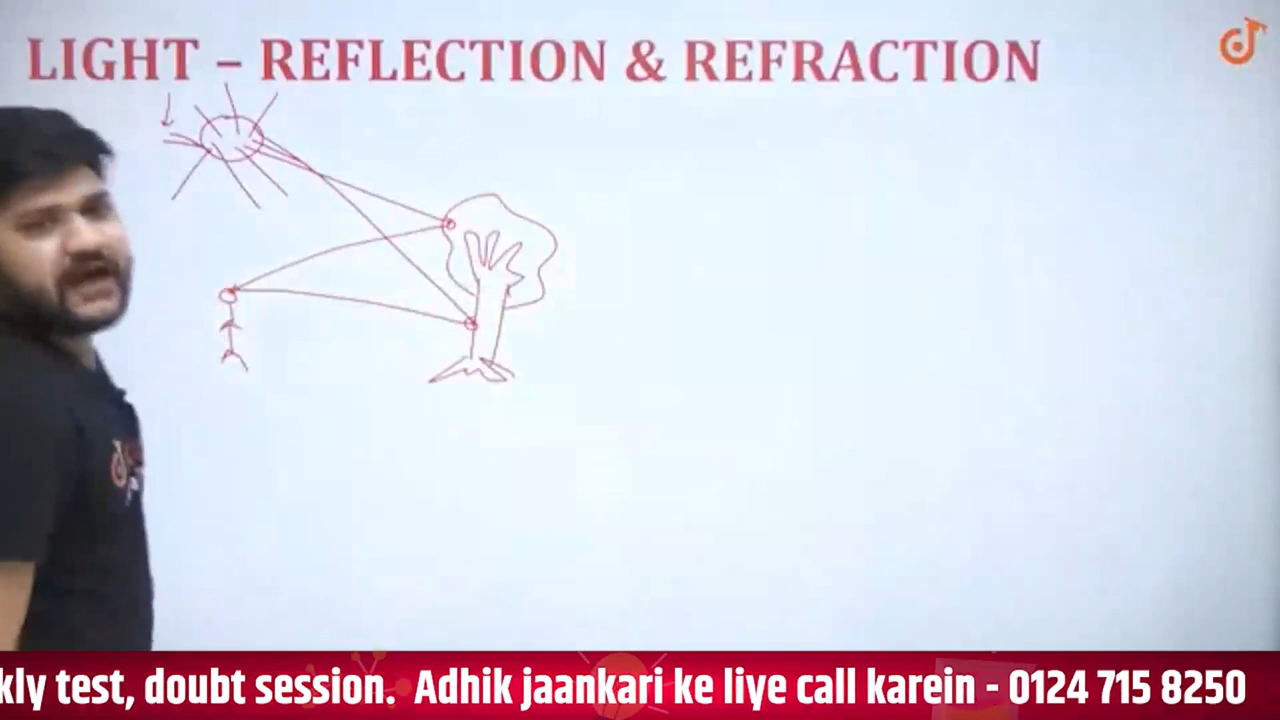 LIGHT – REFLECTION & REFRACTION
kly test, doubt session. Adhik jaankari ke liye call karein - 0124 715 8250